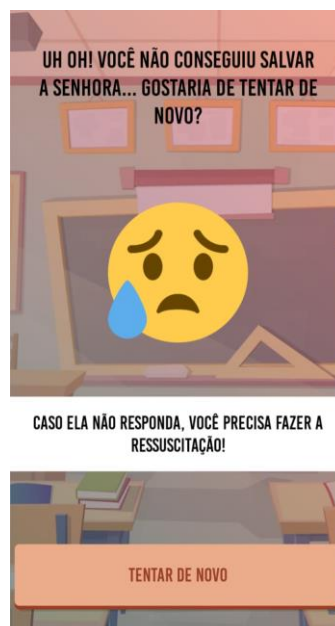 UH OH! VOCÊ NÃO CONSEGUIU SALVAR
A SENHORA... GOSTARIA DE TENTAR DE
NOVO?
CASO ELA NÃO RESPONDA, VOCÊ PRECISA FAZER A
RESSUSCITAÇÃO!
TENTAR DE NOVO